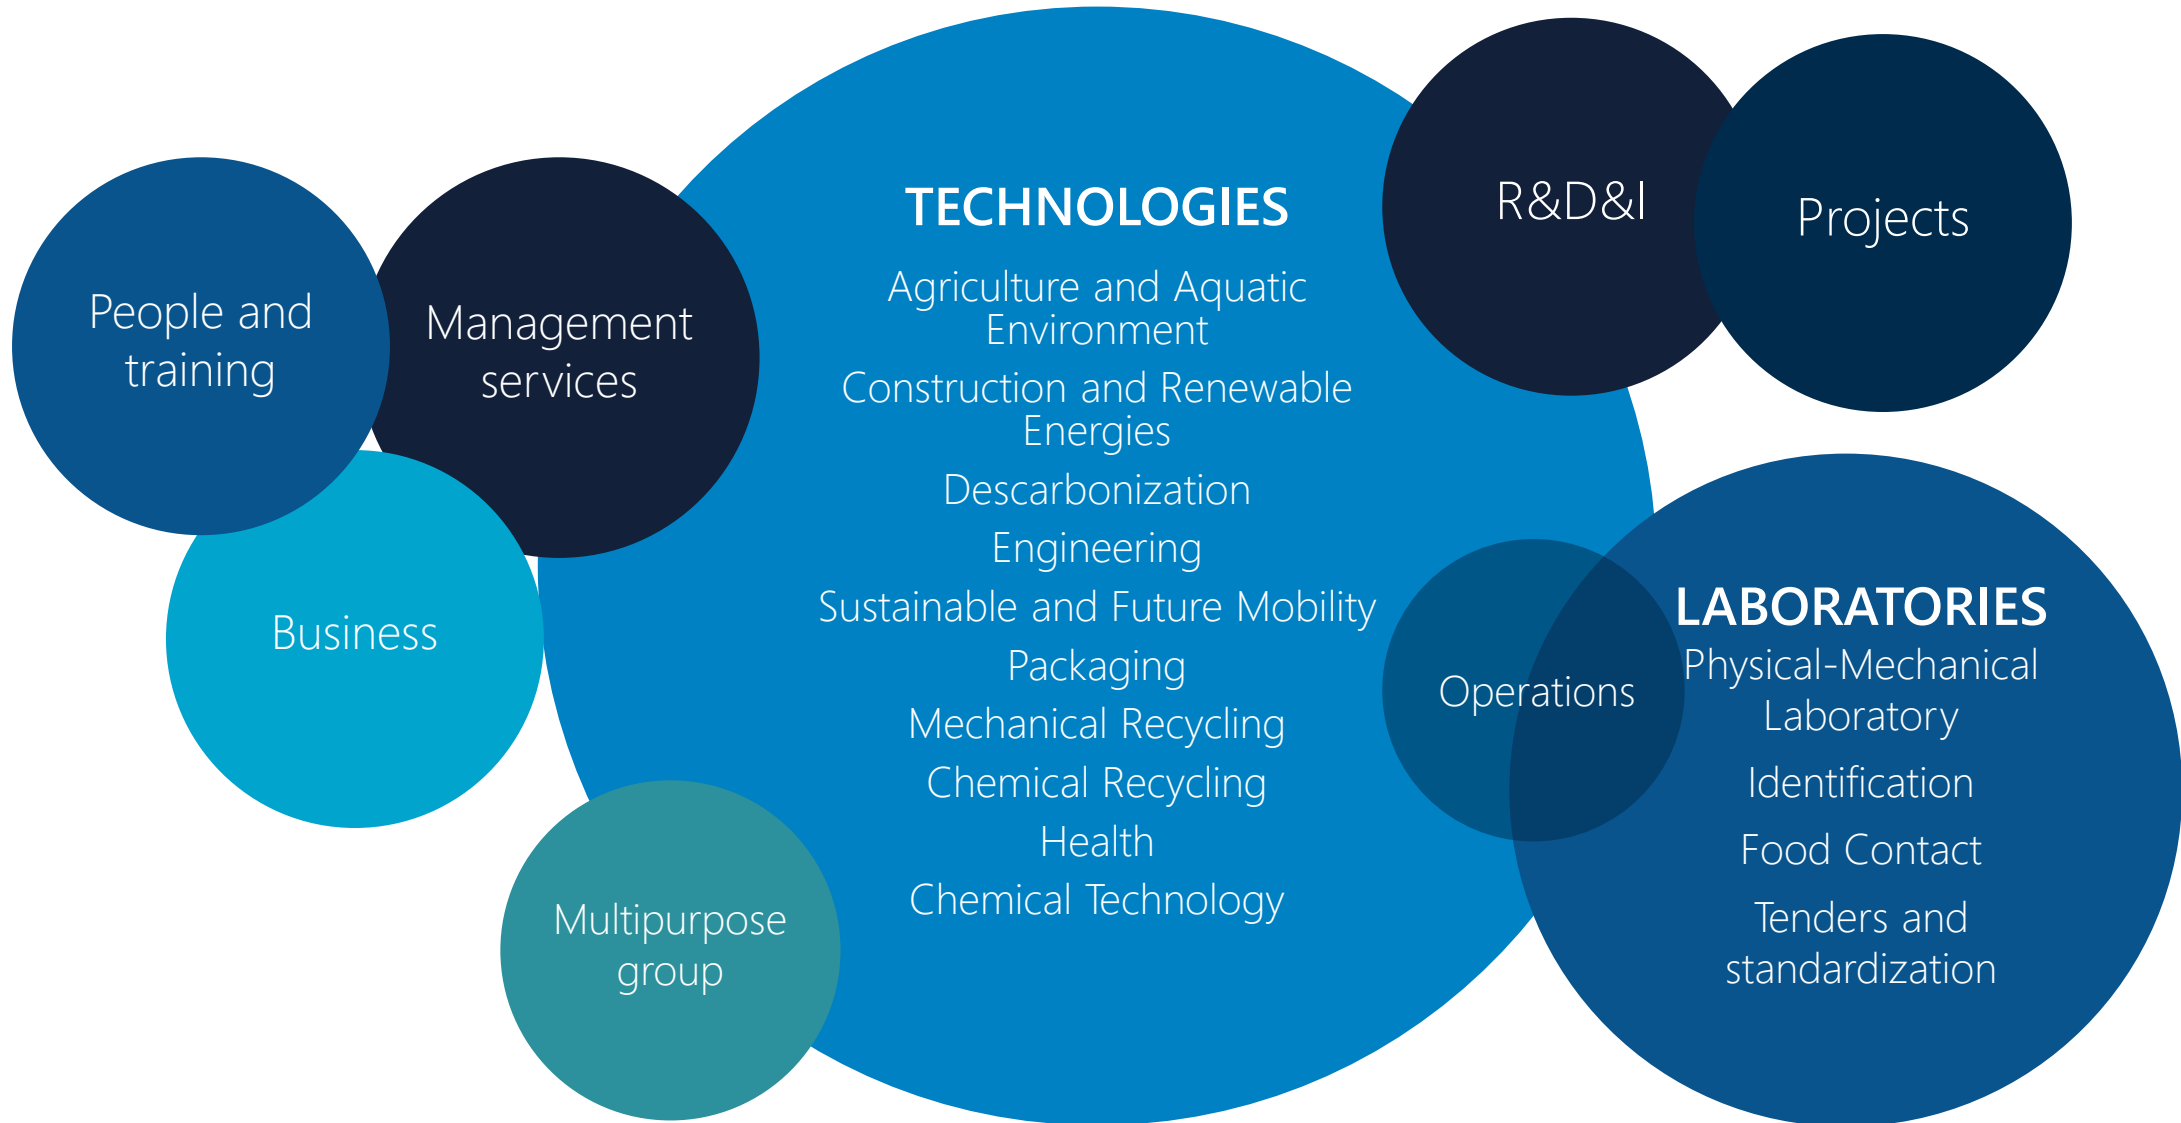 People and
training
Management
services
Business
Multipurpose
group
TECHNOLOGIES
Agriculture and Aquatic
Environment
Construction and Renewable
Energies
Descarbonization
Engineering
Sustainable and Future Mobility
Packaging
Mechanical Recycling
Chemical Recycling
Health
Chemical Technology
R&D&I
Projects
Operations
LABORATORIES
Physical-Mechanical
Laboratory
Identification
Food Contact
Tenders and
standardization